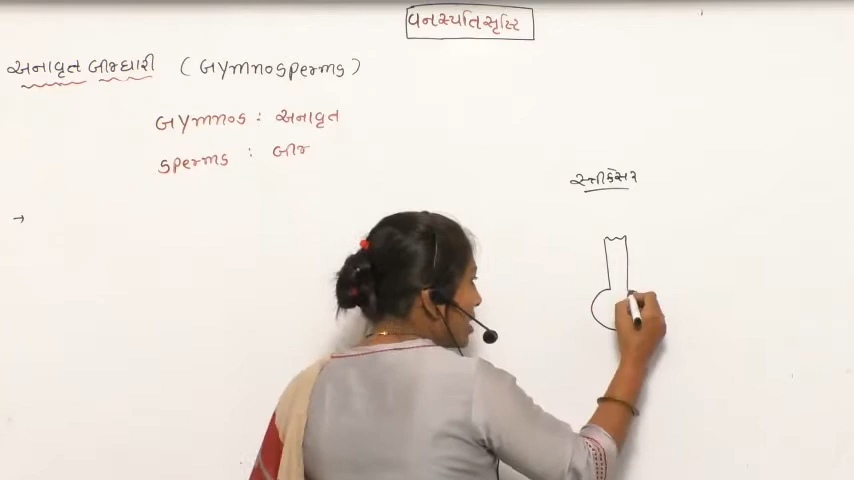 વનસ્પતિસૃષ્ટિ
અનાવૃત બીજધારી (Gymnosperms)
Gymnos : અનાવૃત
sperms : બીજ
સ્ત્રીકેસર
→